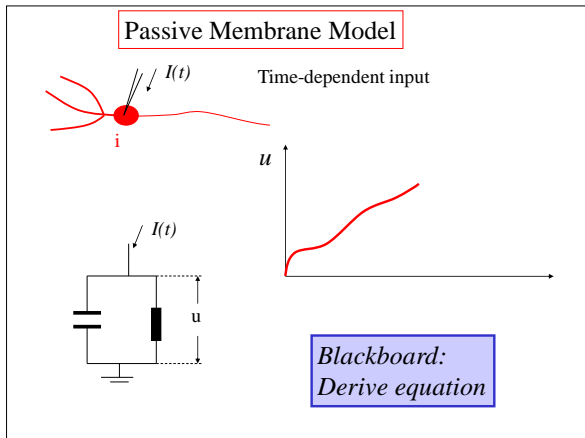 Passive Membrane Model
I(t)
Time-dependent input
i
u
I(t)
u
Blackboard:
Derive equation